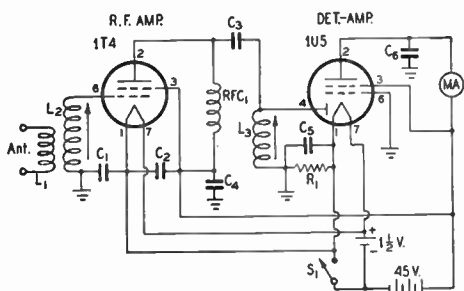 R.F. AMP.
1T4
C3
DET.-AMP.
1U5
C6
MA
2
2
6
3
RFC1
4
3
6
L2
L3
C5
1
7
1
7
Ant.
L1
C1
C2
C4
R1
+
1½ V.
-
S1
45V.